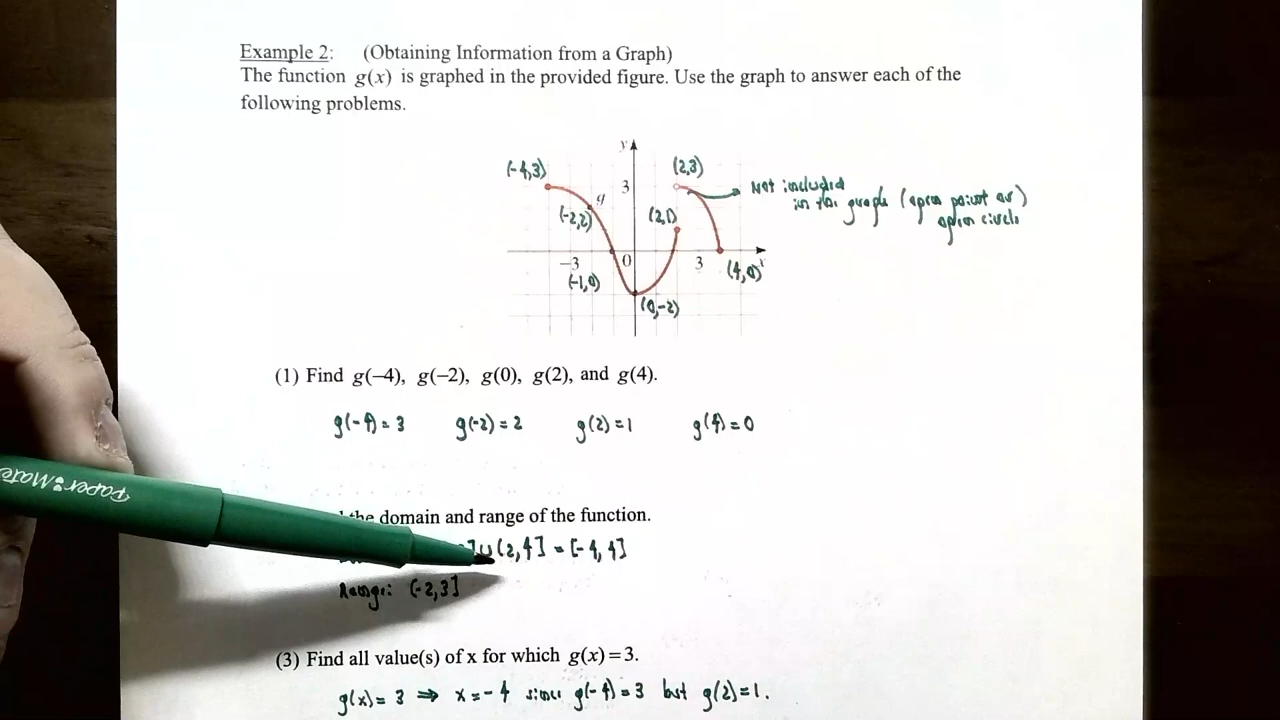 Example 2: (Obtaining Information from a Graph)
The function g(x) is graphed in the provided figure. Use the graph to answer each of the
following problems.
y
(-4,3)
(2,3)
3
Not included
in the graph (open point or)
open circle
g
(-2,2)
(2,1)
-3
0
3
x
(-1,0)
(4,0)
(0,-2)
(1) Find g(–4), g(–2), g(0), g(2), and g(4).
g(-4)=3 g(-2)=2 g(2)=1 g(4)=0
Paper:Mate
the domain and range of the function.
]∪(2,4] = [-4,4]
Range: [-2,3]
(3) Find all value(s) of x for which g(x)=3.
g(x)=3 ⇒ x=-4 since g(-4)=3 but g(2)=1.